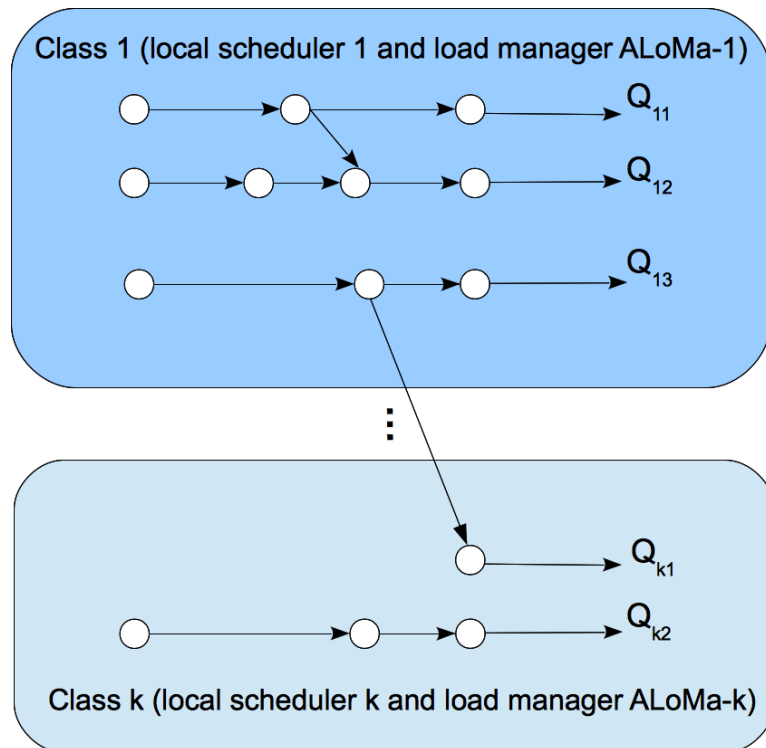 Class 1 (local scheduler 1 and load manager ALoMa-1)
Q11
Q12
Q13
...
Qk1
Qk2
Class k (local scheduler k and load manager ALoMa-k)